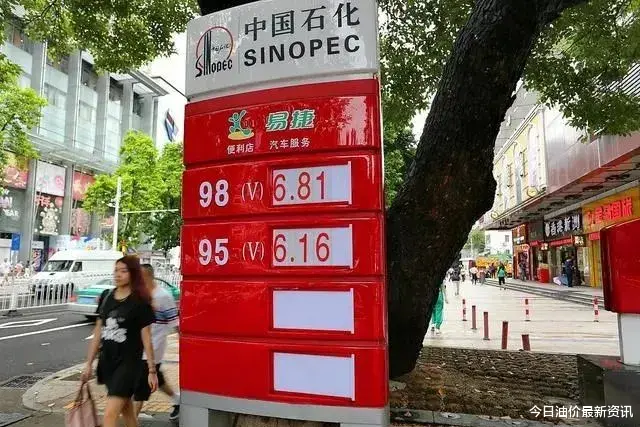 中国石化
SINOPEC
SINOPEC
易捷
便利店 汽车服务
98 (V) 6.81
95 (V) 6.16
今日油价最新资讯